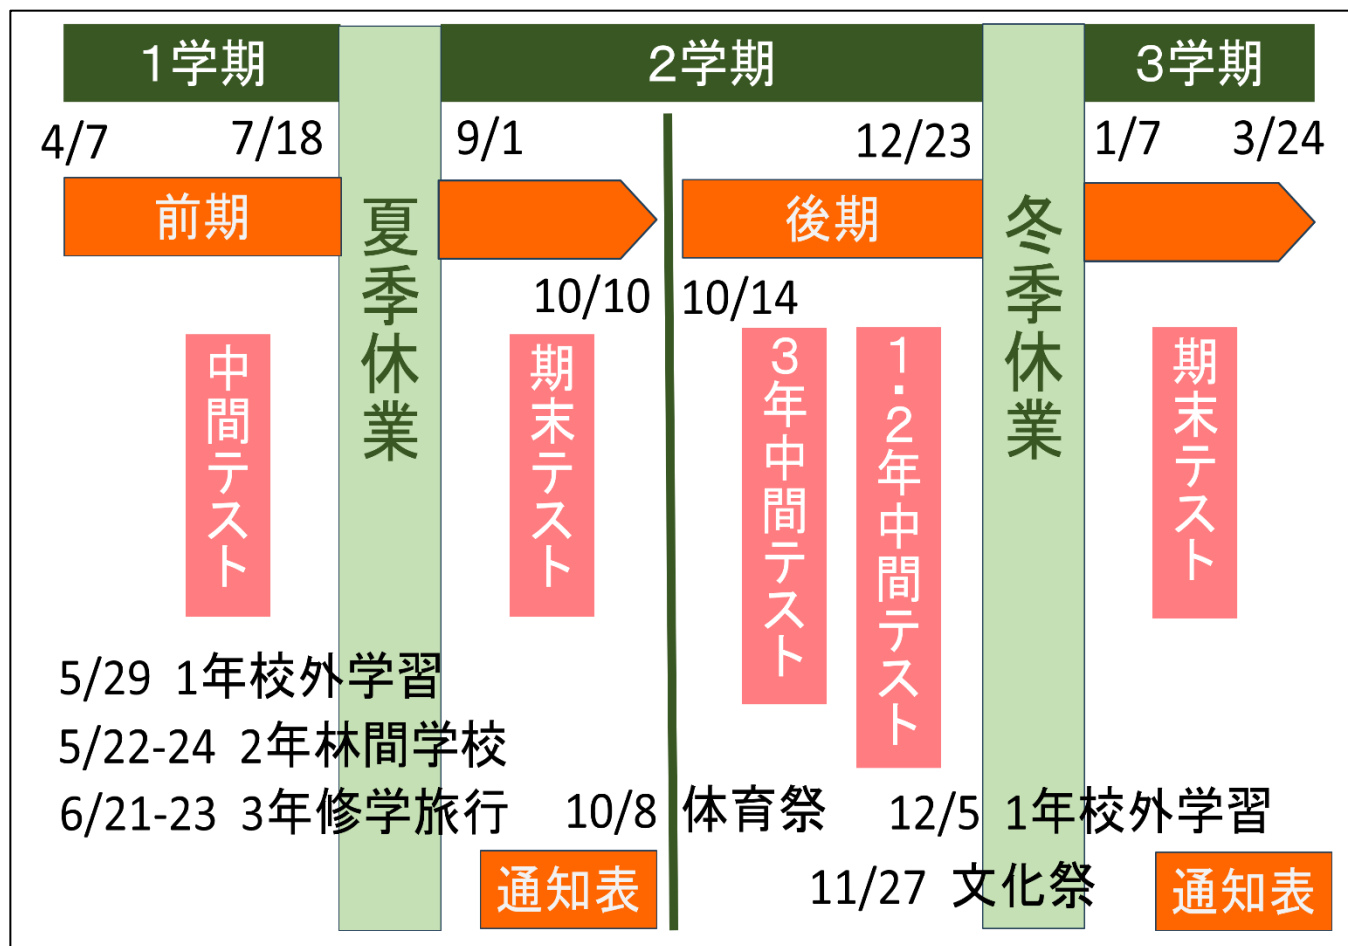 1学期
2学期
3学期
4/7
7/18
9/1
12/23
1/7
3/24
前期
後期
夏季休業
冬季休業
10/10
10/14
中間テスト
期末テスト
3年中間テスト
1・2年中間テスト
期末テスト
5/29 1年校外学習
5/22-24 2年林間学校
6/21-23 3年修学旅行
10/8 体育祭
12/5 1年校外学習
11/27 文化祭
通知表
通知表